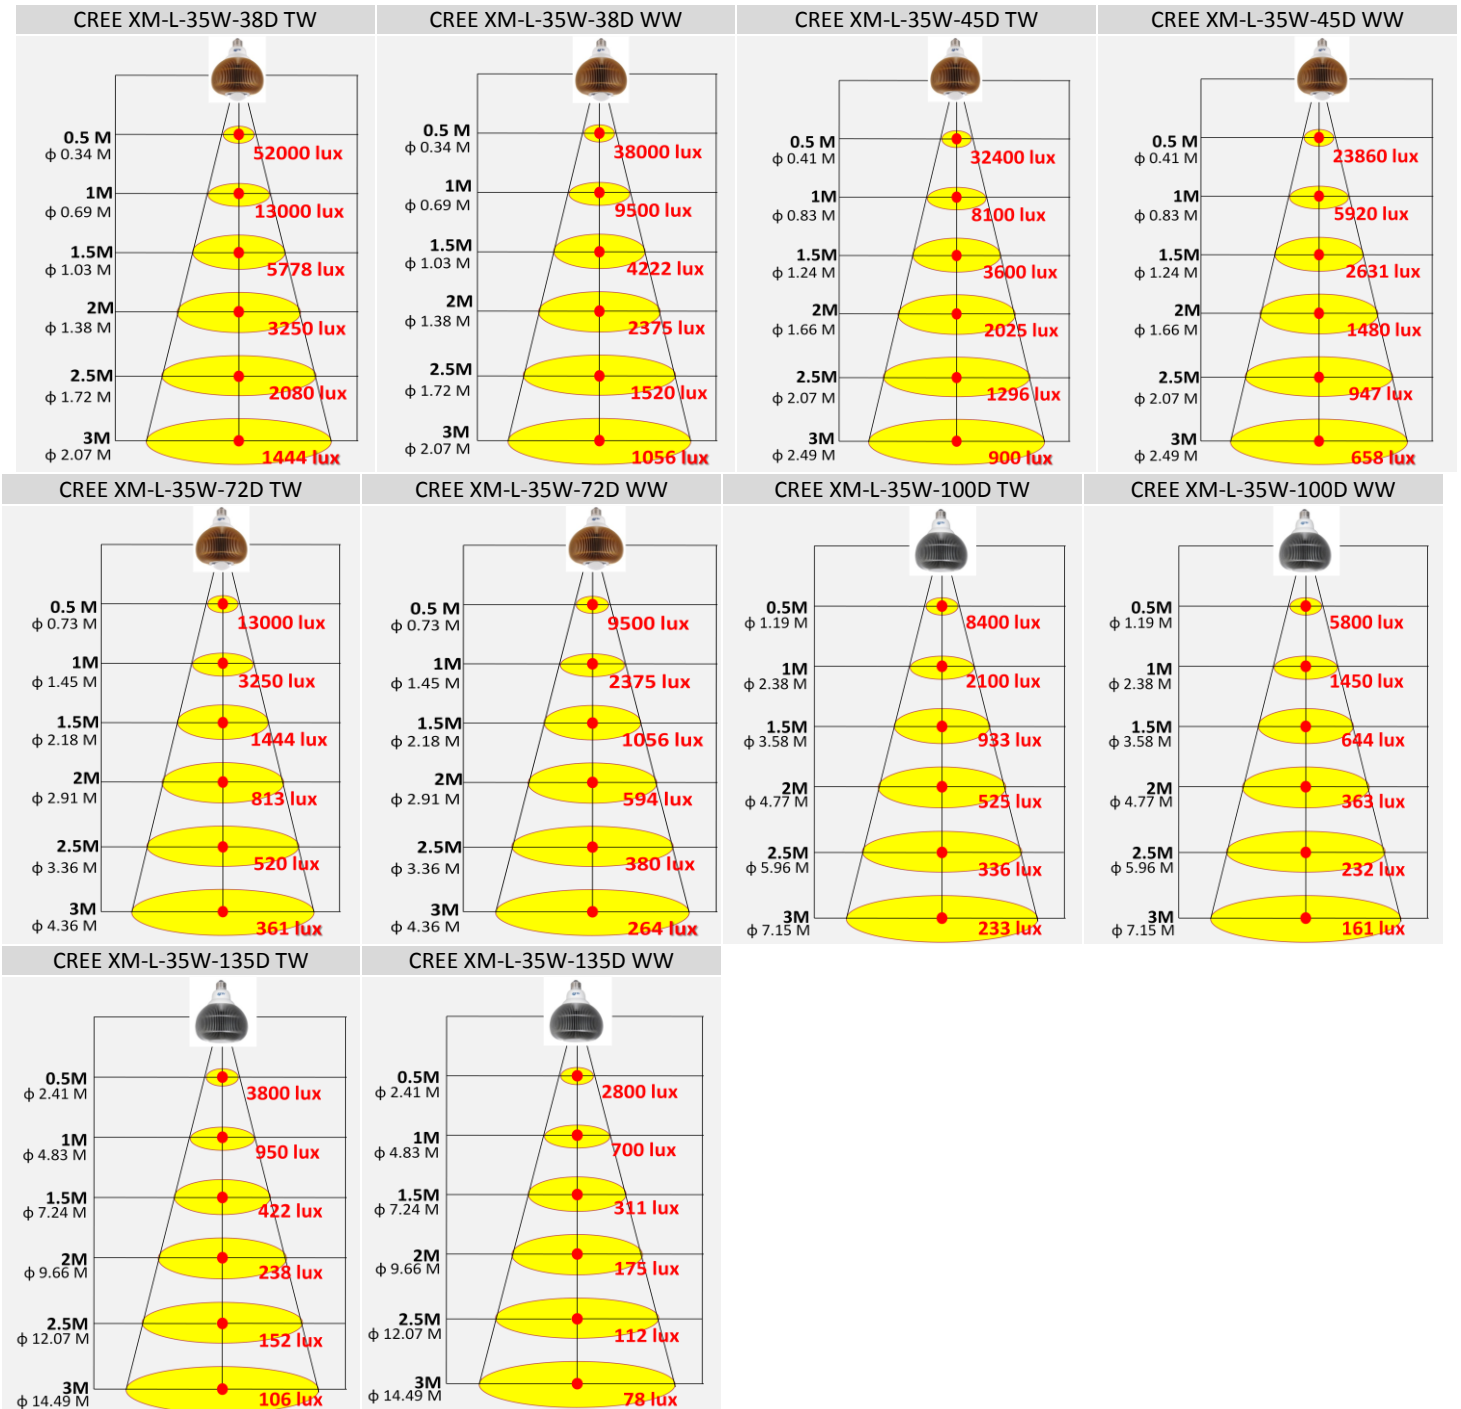 CREE XM-L-35W-38D TW
0.5 M
φ 0.34 M
52000 lux
1M
φ 0.69 M
13000 lux
1.5M
φ 1.03 M
5778 lux
2M
φ 1.38 M
3250 lux
2.5M
φ 1.72 M
2080 lux
3M
φ 2.07 M
1444 lux
CREE XM-L-35W-38D WW
0.5 M
φ 0.34 M
38000 lux
1M
φ 0.69 M
9500 lux
1.5M
φ 1.03 M
4222 lux
2M
φ 1.38 M
2375 lux
2.5M
φ 1.72 M
1520 lux
3M
φ 2.07 M
1056 lux
CREE XM-L-35W-45D TW
0.5 M
φ 0.41 M
32400 lux
1M
φ 0.83 M
8100 lux
1.5M
φ 1.24 M
3600 lux
2M
φ 1.66 M
2025 lux
2.5M
φ 2.07 M
1296 lux
3M
φ 2.49 M
900 lux
CREE XM-L-35W-45D WW
0.5 M
φ 0.41 M
23860 lux
1M
φ 0.83 M
5920 lux
1.5M
φ 1.24 M
2631 lux
2M
φ 1.66 M
1480 lux
2.5M
φ 2.07 M
947 lux
3M
φ 2.49 M
658 lux
CREE XM-L-35W-72D TW
0.5 M
φ 0.73 M
13000 lux
1M
φ 1.45 M
3250 lux
1.5M
φ 2.18 M
1444 lux
2M
φ 2.91 M
813 lux
2.5M
φ 3.36 M
520 lux
3M
φ 4.36 M
361 lux
CREE XM-L-35W-72D WW
0.5 M
φ 0.73 M
9500 lux
1M
φ 1.45 M
2375 lux
1.5M
φ 2.18 M
1056 lux
2M
φ 2.91 M
594 lux
2.5M
φ 3.36 M
380 lux
3M
φ 4.36 M
264 lux
CREE XM-L-35W-100D TW
0.5M
φ 1.19 M
8400 lux
1M
φ 2.38 M
2100 lux
1.5M
φ 3.58 M
933 lux
2M
φ 4.77 M
525 lux
2.5M
φ 5.96 M
336 lux
3M
φ 7.15 M
233 lux
CREE XM-L-35W-100D WW
0.5M
φ 1.19 M
5800 lux
1M
φ 2.38 M
1450 lux
1.5M
φ 3.58 M
644 lux
2M
φ 4.77 M
363 lux
2.5M
φ 5.96 M
232 lux
3M
φ 7.15 M
161 lux
CREE XM-L-35W-135D TW
0.5M
φ 2.41 M
3800 lux
1M
φ 4.83 M
950 lux
1.5M
φ 7.24 M
422 lux
2M
φ 9.66 M
238 lux
2.5M
φ 12.07 M
152 lux
3M
φ 14.49 M
106 lux
CREE XM-L-35W-135D WW
0.5M
φ 2.41 M
2800 lux
1M
φ 4.83 M
700 lux
1.5M
φ 7.24 M
311 lux
2M
φ 9.66 M
175 lux
2.5M
φ 12.07 M
112 lux
3M
φ 14.49 M
78 lux